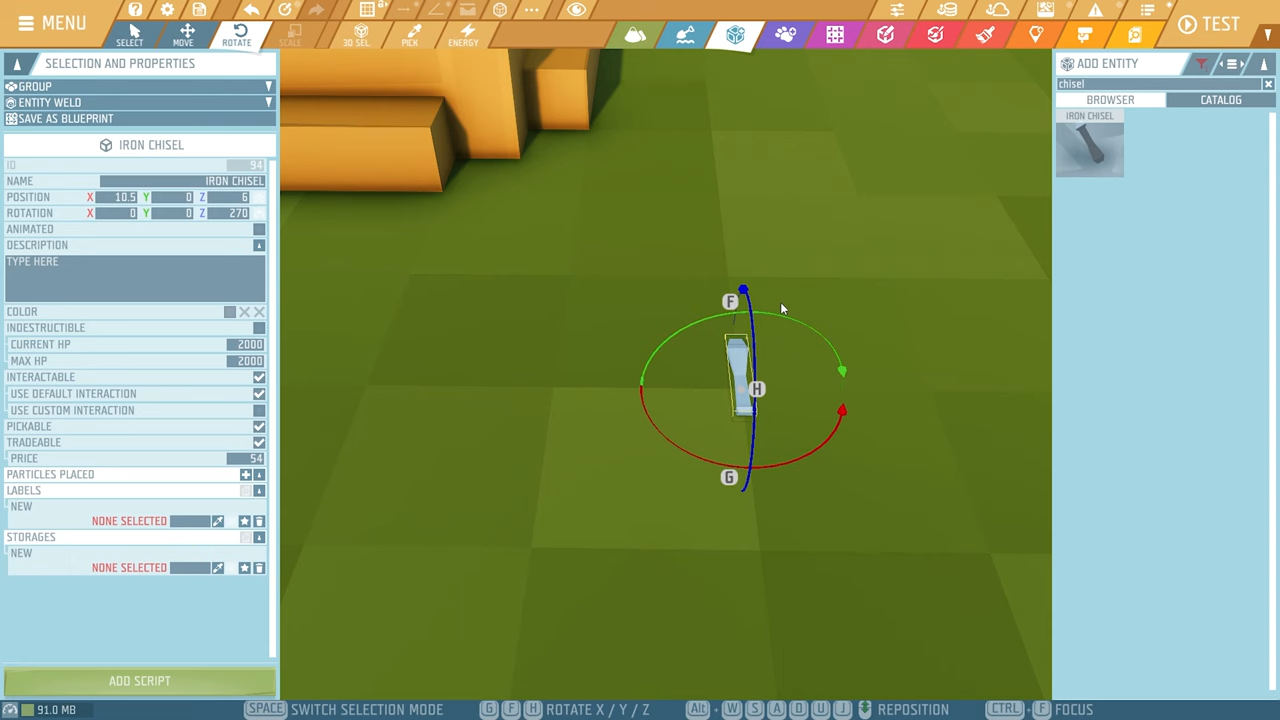 MENU
SELECT
MOVE
ROTATE
SCALE
3D SEL
PICK
ENERGY
TEST
SELECTION AND PROPERTIES
GROUP
ENTITY WELD
SAVE AS BLUEPRINT
IRON CHISEL
ID 94
NAME IRON CHISEL
POSITION X 10.5 Y 0 Z 6
ROTATION X 0 Y 0 Z 270
ANIMATED
DESCRIPTION
TYPE HERE
COLOR
INDESTRUCTIBLE
CURRENT HP 2000
MAX HP 2000
INTERACTABLE
USE DEFAULT INTERACTION
USE CUSTOM INTERACTION
PICKABLE
TRADEABLE
PRICE 54
PARTICLES PLACED
LABELS
NEW
NONE SELECTED
STORAGES
NEW
NONE SELECTED
ADD SCRIPT
F
H
G
ADD ENTITY
chisel
BROWSER CATALOG
IRON CHISEL
91.0 MB
SPACE SWITCH SELECTION MODE G F H ROTATE X / Y / Z Alt + W S A D U J REPOSITION CTRL + F FOCUS